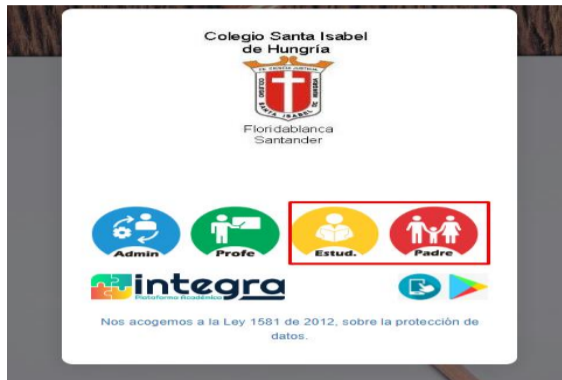 Colegio Santa Isabel
de Hungría
Floridablanca
Santander
Admin
Profe
Estud.
Padre
integra
Plataforma Académica
Nos acogemos a la Ley 1581 de 2012, sobre la protección de
datos.